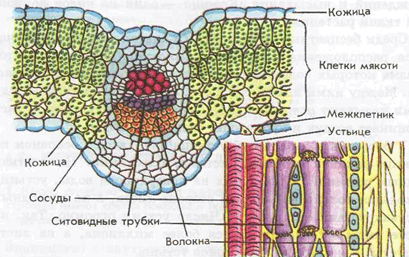 Кожица
Клетки мякоти
Межклетник
Устьице
Кожица
Сосуды
Ситовидные трубки
Волокна